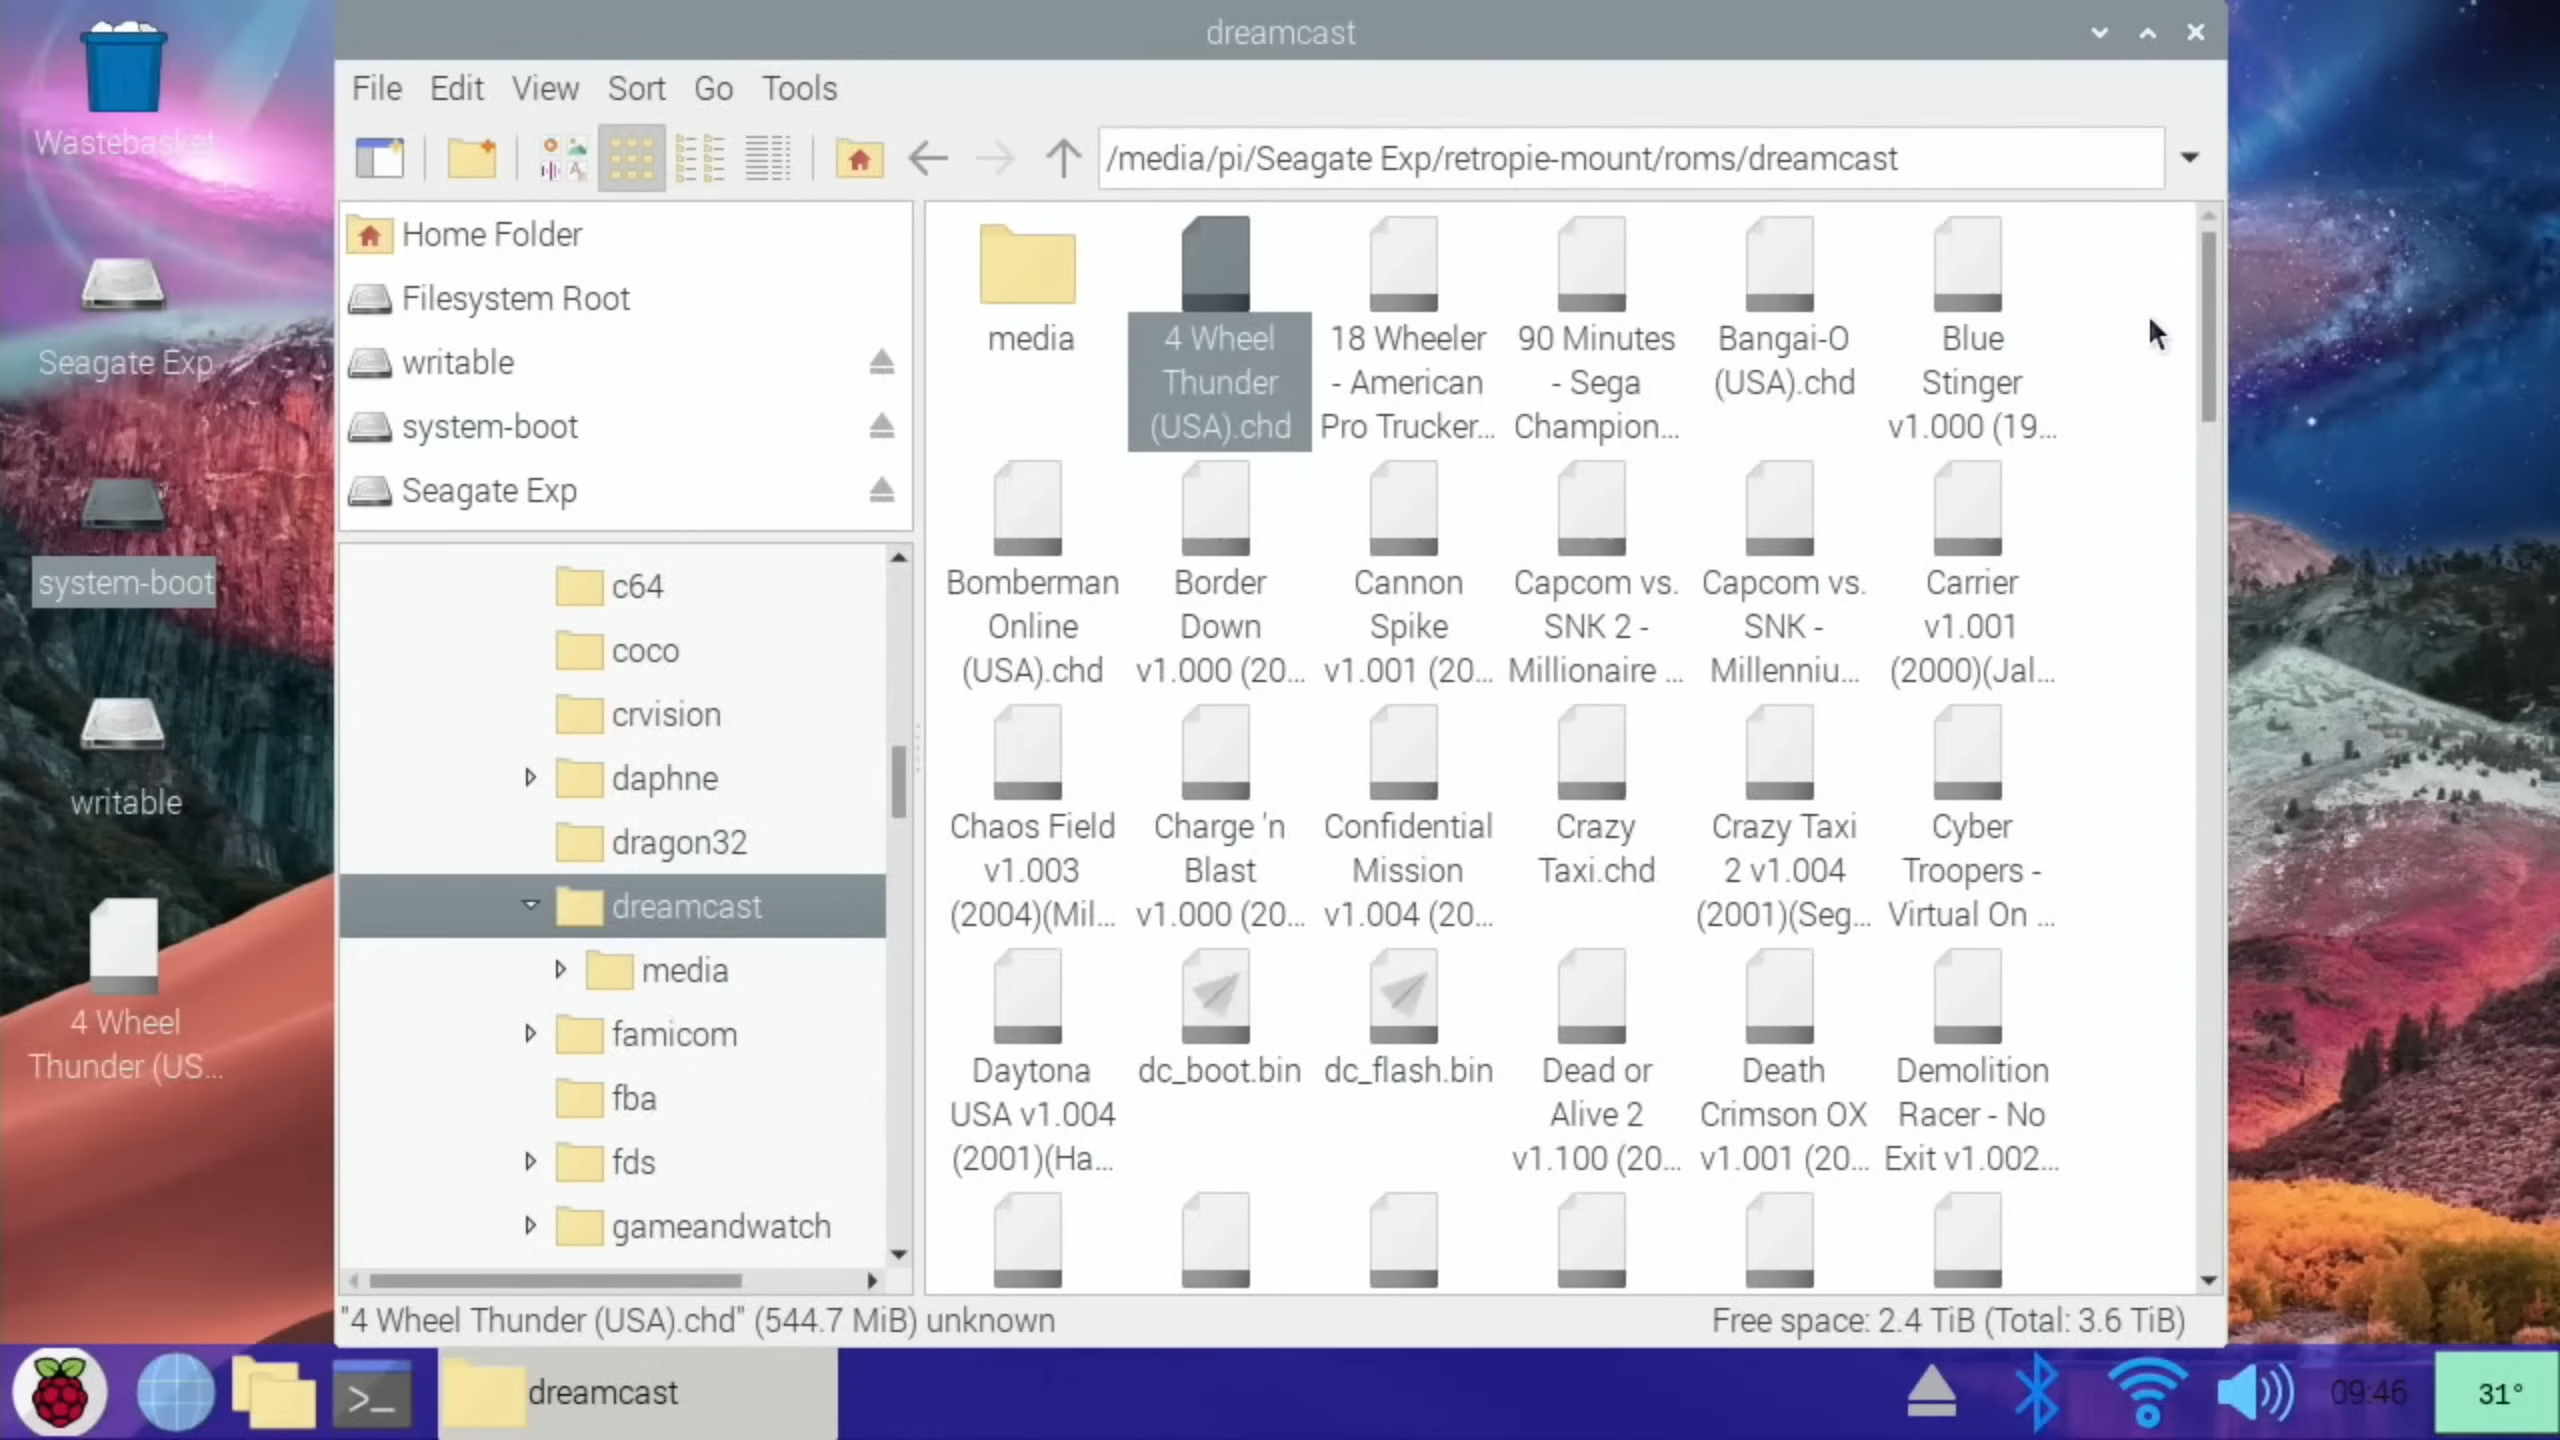 dreamcast
File Edit View Sort Go Tools
/media/pi/Seagate Exp/retropie-mount/roms/dreamcast
Wastebasket
Seagate Exp
system-boot
writable
4 Wheel
Thunder (US...
Home Folder
Filesystem Root
writable
system-boot
Seagate Exp
c64
coco
crvision
daphne
dragon32
dreamcast
media
famicom
fba
fds
gameandwatch
media
4 Wheel
Thunder
(USA).chd
18 Wheeler
- American
Pro Trucker...
90 Minutes
- Sega
Champion...
Bangai-O
(USA).chd
Blue
Stinger
v1.000 (19...
Bomberman
Online
(USA).chd
Border
Down
v1.000 (20...
Cannon
Spike
v1.001 (20...
Capcom vs.
SNK 2 -
Millionaire ...
Capcom vs.
SNK -
Millenniu...
Carrier
v1.001
(2000)(Jal...
Chaos Field
v1.003
(2004)(Mil...
Charge 'n
Blast
v1.000 (20...
Confidential
Mission
v1.004 (20...
Crazy
Taxi.chd
Crazy Taxi
2 v1.004
(2001)(Seg...
Cyber
Troopers -
Virtual On ...
Daytona
USA v1.004
(2001)(Ha...
dc_boot.bin
dc_flash.bin
Dead or
Alive 2
v1.100 (20...
Death
Crimson OX
v1.001 (20...
Demolition
Racer - No
Exit v1.002...
"4 Wheel Thunder (USA).chd" (544.7 MiB) unknown
Free space: 2.4 TiB (Total: 3.6 TiB)
>_
dreamcast
09:46
31°